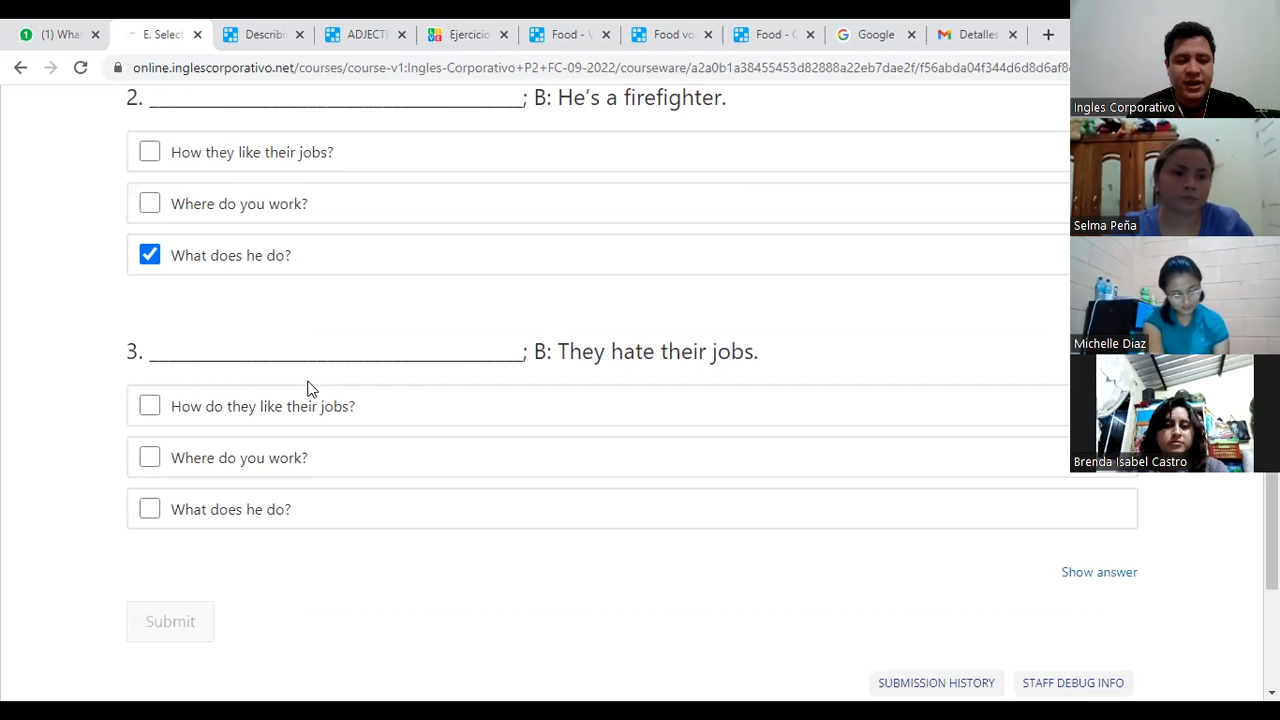 (1) Wha
E. Select
Describi
ADJECTI
Ejercin
Food - V
Food vo
Food - C
Google
Detalles
online.inglescorporativo.net/courses/course-v1:Ingles-Corporativo+P2+FC-09-2022/courseware/a2a0b1a38455453d82888a22eb7dae2f/f56abda04f344d6d8d6af8
2. ___________________________________; B: He's a firefighter.
How they like their jobs?
Where do you work?
What does he do?
3. ___________________________________; B: They hate their jobs.
How do they like their jobs?
Where do you work?
What does he do?
Show answer
Submit
SUBMISSION HISTORY
STAFF DEBUG INFO
Ingles Corporativo
Selma Peña
Michelle Diaz
Brenda Isabel Castro